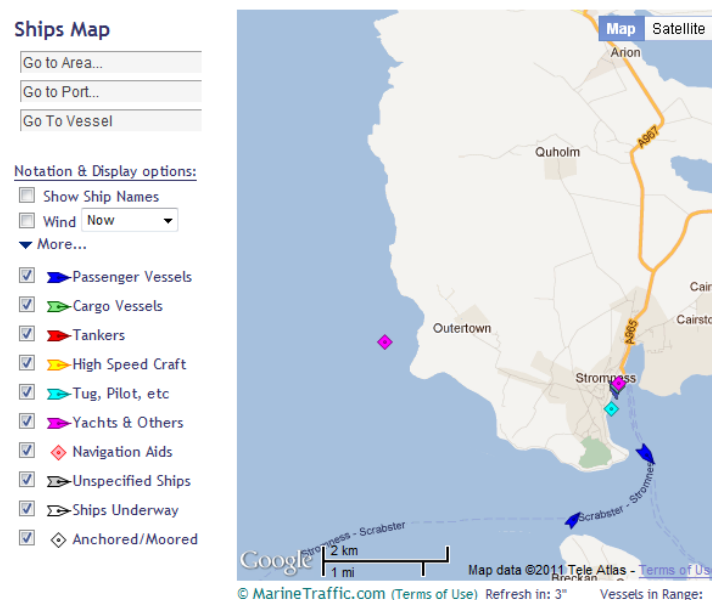 Ships Map
Go to Area...
Go to Port...
Go To Vessel
Notation & Display options:
Show Ship Names
Wind Now
More...
Passenger Vessels
Cargo Vessels
Tankers
High Speed Craft
Tug, Pilot, etc
Yachts & Others
Navigation Aids
Unspecified Ships
Ships Underway
Anchored/Moored
Map Satellite
Arion
A967
Quholm
Cair
Cairsto
Outertown
A965
Stromness
Stromness - Scrabster
Scrabster - Stromness
Google
2 km
1 mi
Breckan
Map data ©2011 Tele Atlas - Terms of Us
© MarineTraffic.com (Terms of Use) Refresh in: 3" Vessels in Range: